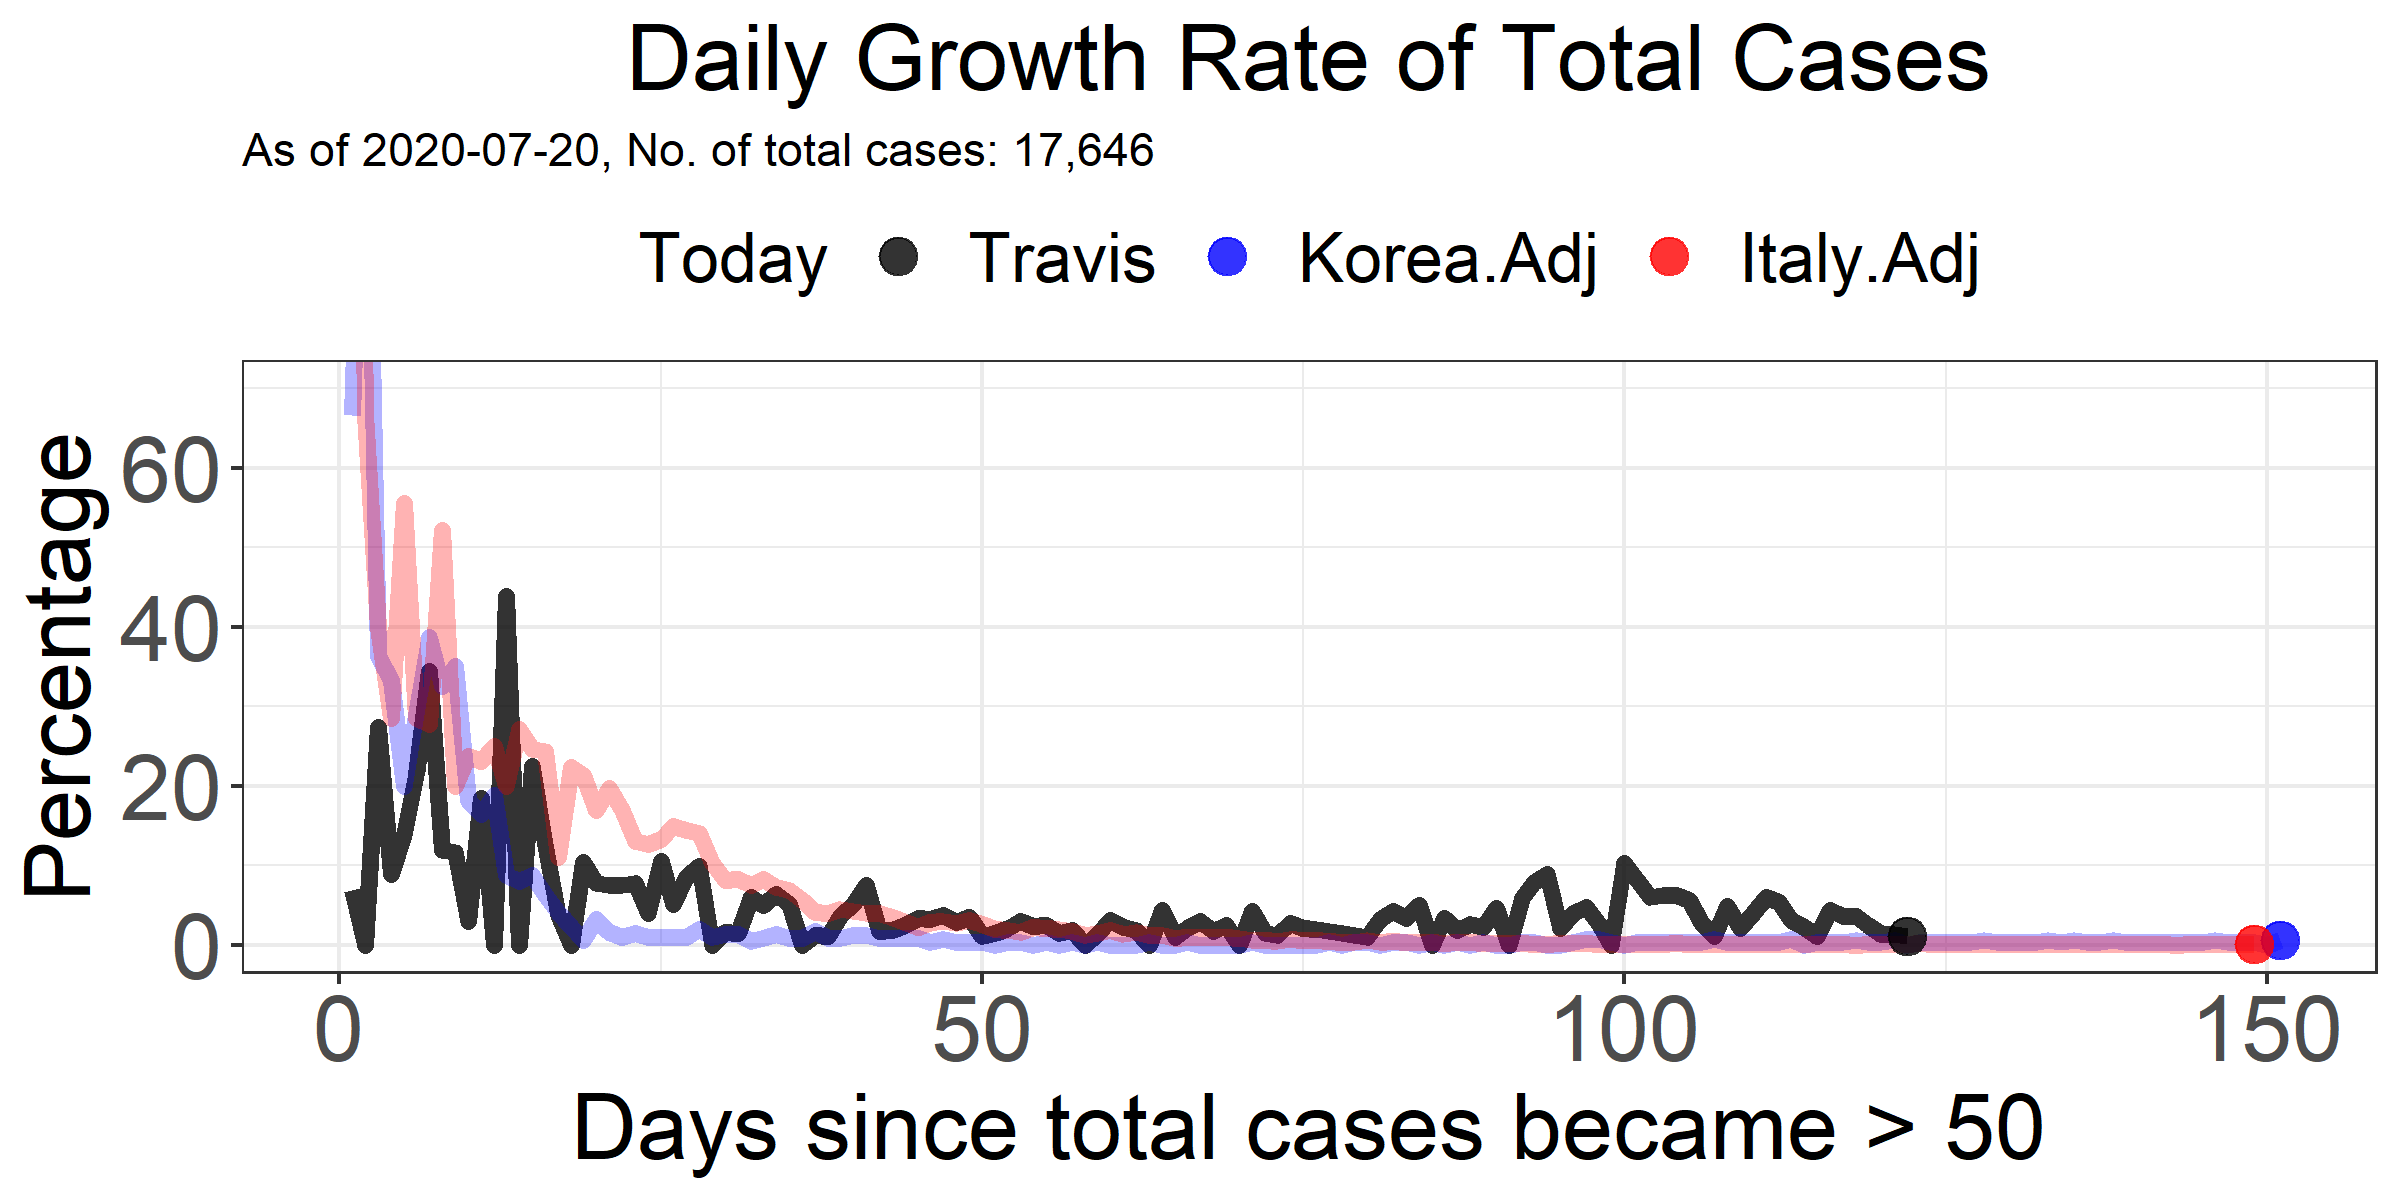 Daily Growth Rate of Total Cases
As of 2020-07-20, No. of total cases: 17,646
Today Travis Korea.Adj Italy.Adj
Percentage
60
40
20
0
0 50 100 150
Days since total cases became > 50